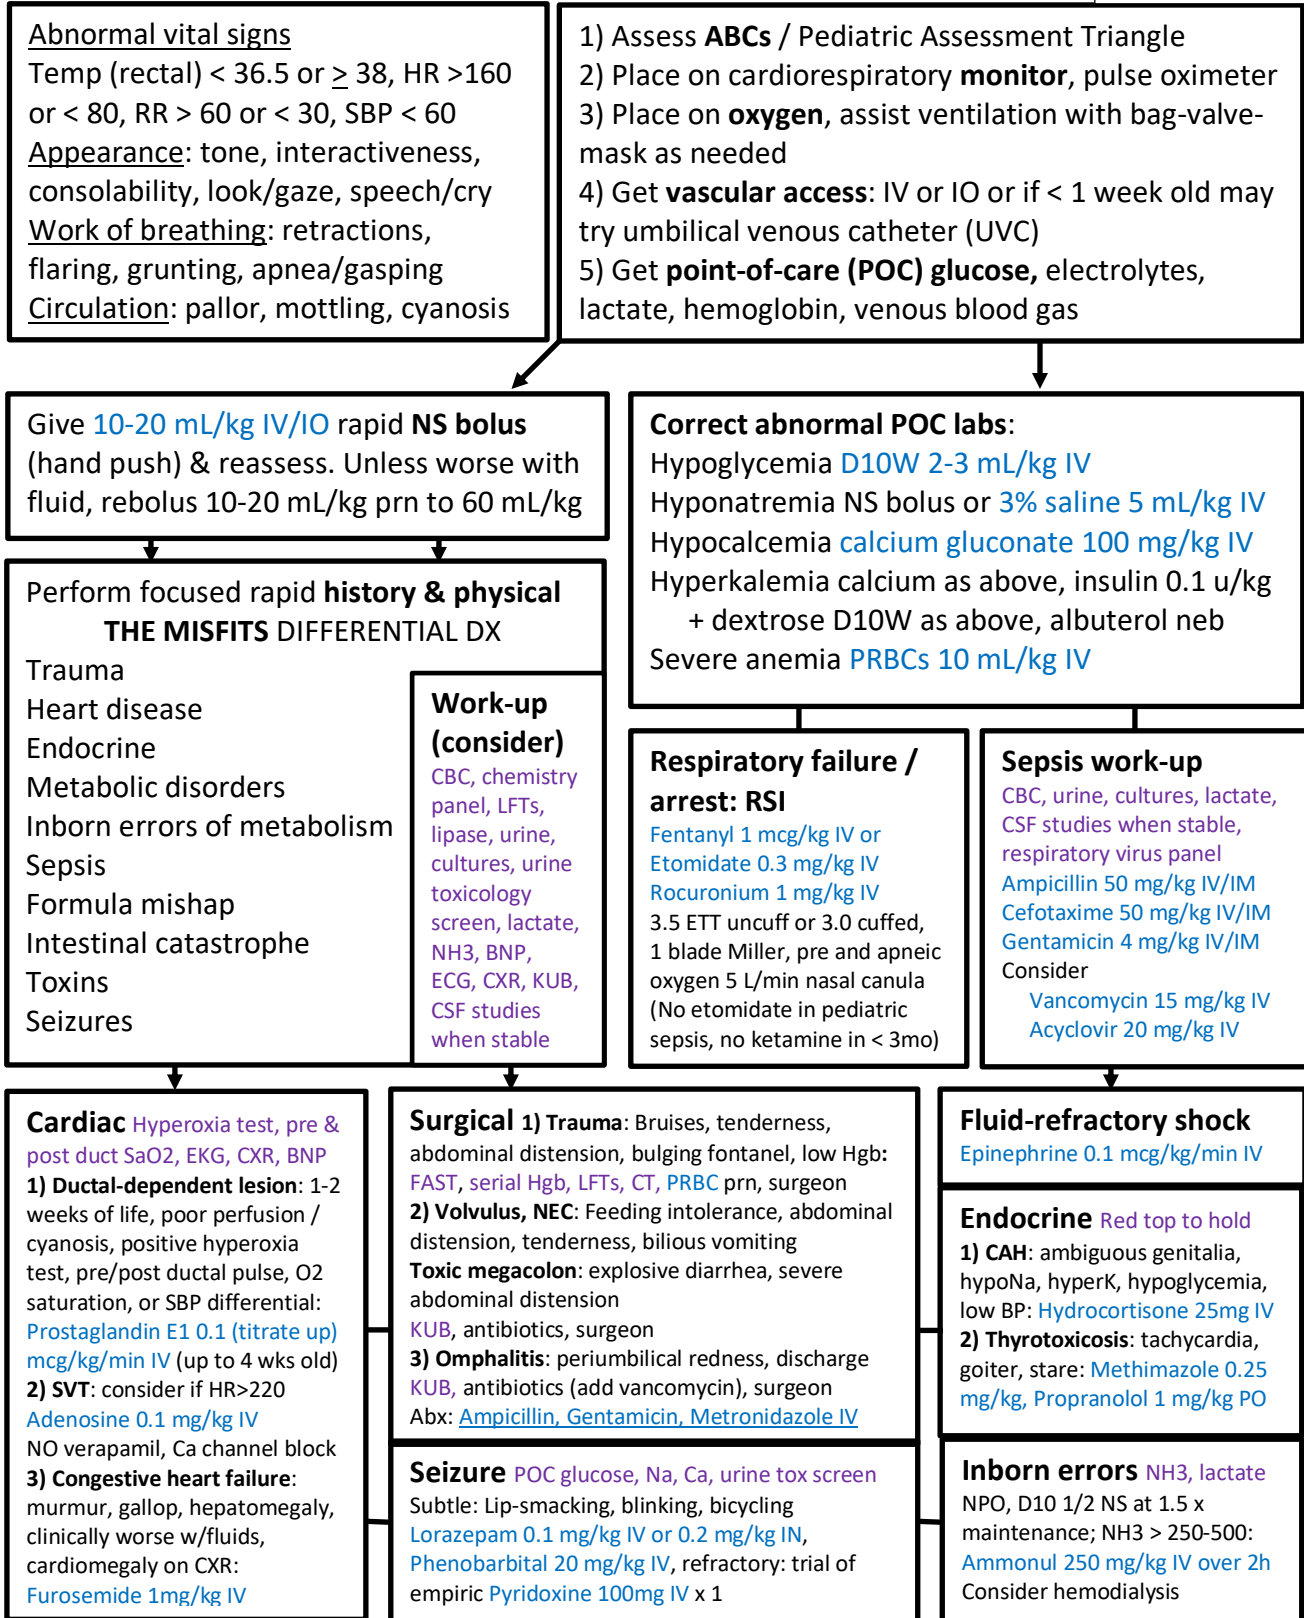 Abnormal vital signs
Temp (rectal) < 36.5 or ≥ 38, HR >160
or < 80, RR > 60 or < 30, SBP < 60
Appearance: tone, interactiveness,
consolability, look/gaze, speech/cry
Work of breathing: retractions,
flaring, grunting, apnea/gasping
Circulation: pallor, mottling, cyanosis
1) Assess ABCs / Pediatric Assessment Triangle
2) Place on cardiorespiratory monitor, pulse oximeter
3) Place on oxygen, assist ventilation with bag-valve-
mask as needed
4) Get vascular access: IV or IO or if < 1 week old may
try umbilical venous catheter (UVC)
5) Get point-of-care (POC) glucose, electrolytes,
lactate, hemoglobin, venous blood gas
Give 10-20 mL/kg IV/IO rapid NS bolus
(hand push) & reassess. Unless worse with
fluid, rebolus 10-20 mL/kg prn to 60 mL/kg
Correct abnormal POC labs:
Hypoglycemia D10W 2-3 mL/kg IV
Hyponatremia NS bolus or 3% saline 5 mL/kg IV
Hypocalcemia calcium gluconate 100 mg/kg IV
Hyperkalemia calcium as above, insulin 0.1 u/kg
+ dextrose D10W as above, albuterol neb
Severe anemia PRBCs 10 mL/kg IV
Perform focused rapid history & physical
THE MISFITS DIFFERENTIAL DX
Trauma
Heart disease
Endocrine
Metabolic disorders
Inborn errors of metabolism
Sepsis
Formula mishap
Intestinal catastrophe
Toxins
Seizures
Work-up
(consider)
CBC, chemistry
panel, LFTs,
lipase, urine,
cultures, urine
toxicology
screen, lactate,
NH3, BNP,
ECG, CXR, KUB,
CSF studies
when stable
Respiratory failure /
arrest: RSI
Fentanyl 1 mcg/kg IV or
Etomidate 0.3 mg/kg IV
Rocuronium 1 mg/kg IV
3.5 ETT uncuff or 3.0 cuffed,
1 blade Miller, pre and apneic
oxygen 5 L/min nasal canula
(No etomidate in pediatric
sepsis, no ketamine in < 3mo)
Sepsis work-up
CBC, urine, cultures, lactate,
CSF studies when stable,
respiratory virus panel
Ampicillin 50 mg/kg IV/IM
Cefotaxime 50 mg/kg IV/IM
Gentamicin 4 mg/kg IV/IM
Consider
Vancomycin 15 mg/kg IV
Acyclovir 20 mg/kg IV
Cardiac Hyperoxia test, pre &
post duct SaO2, EKG, CXR, BNP
1) Ductal-dependent lesion: 1-2
weeks of life, poor perfusion /
cyanosis, positive hyperoxia
test, pre/post ductal pulse, O2
saturation, or SBP differential:
Prostaglandin E1 0.1 (titrate up)
mcg/kg/min IV (up to 4 wks old)
2) SVT: consider if HR>220
Adenosine 0.1 mg/kg IV
NO verapamil, Ca channel block
3) Congestive heart failure:
murmur, gallop, hepatomegaly,
clinically worse w/fluids,
cardiomegaly on CXR:
Furosemide 1mg/kg IV
Surgical 1) Trauma: Bruises, tenderness,
abdominal distension, bulging fontanel, low Hgb:
FAST, serial Hgb, LFTs, CT, PRBC prn, surgeon
2) Volvulus, NEC: Feeding intolerance, abdominal
distension, tenderness, bilious vomiting
Toxic megacolon: explosive diarrhea, severe
abdominal distension
KUB, antibiotics, surgeon
3) Omphalitis: periumbilical redness, discharge
KUB, antibiotics (add vancomycin), surgeon
Abx: Ampicillin, Gentamicin, Metronidazole IV
Seizure POC glucose, Na, Ca, urine tox screen
Subtle: Lip-smacking, blinking, bicycling
Lorazepam 0.1 mg/kg IV or 0.2 mg/kg IN,
Phenobarbital 20 mg/kg IV, refractory: trial of
empiric Pyridoxine 100mg IV x 1
Fluid-refractory shock
Epinephrine 0.1 mcg/kg/min IV
Endocrine Red top to hold
1) CAH: ambiguous genitalia,
hypoNa, hyperK, hypoglycemia,
low BP: Hydrocortisone 25mg IV
2) Thyrotoxicosis: tachycardia,
goiter, stare: Methimazole 0.25
mg/kg, Propranolol 1 mg/kg PO
Inborn errors NH3, lactate
NPO, D10 1/2 NS at 1.5 x
maintenance; NH3 > 250-500:
Ammonul 250 mg/kg IV over 2h
Consider hemodialysis